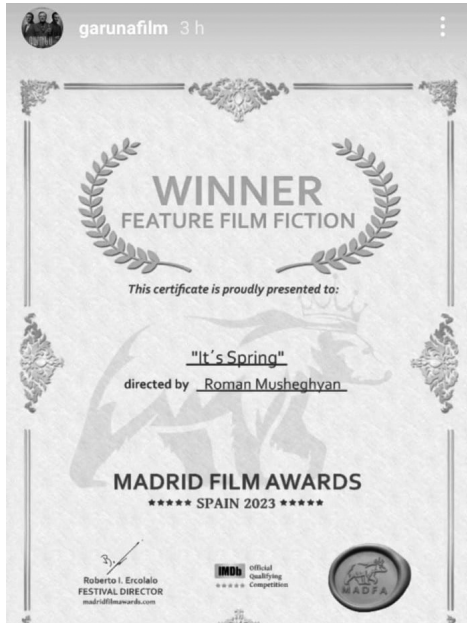 garunafilm 3 h
WINNER
FEATURE FILM FICTION
This certificate is proudly presented to:
"It´s Spring"
directed by Roman Musheghyan
MADRID FILM AWARDS
★★★★★ SPAIN 2023 ★★★★★
Roberto I. Ercolalo
FESTIVAL DIRECTOR
madridfilmawards.com
IMDb Official
Qualifying
★★★★★ Competition
MADFA